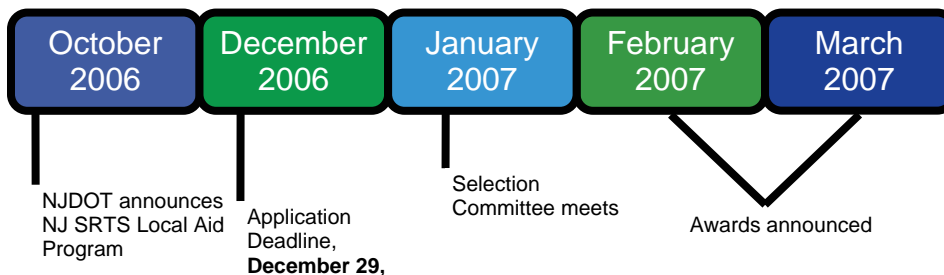 October
2006
December
2006
January
2007
February
2007
March
2007
NJDOT announces
NJ SRTS Local Aid
Program
Application
Deadline,
December 29,
Selection
Committee meets
Awards announced